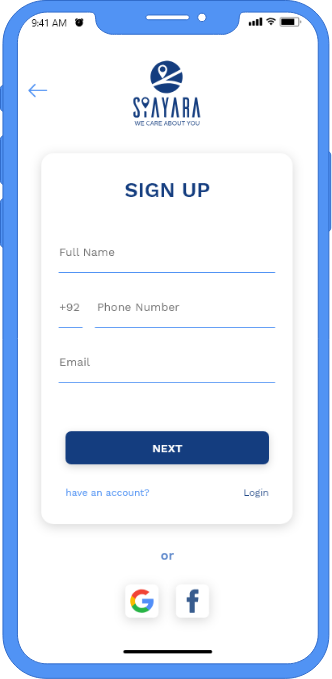 9:41 AM
SIAYARA
WE CARE ABOUT YOU
SIGN UP
Full Name
+92 Phone Number
Email
NEXT
have an account? Login
or
G f